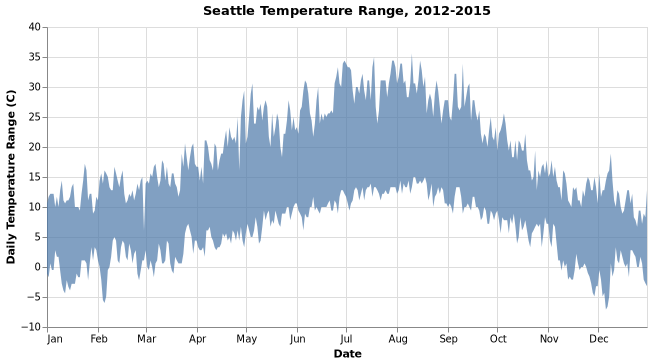 Seattle Temperature Range, 2012-2015
Daily Temperature Range (C)
40
35
30
25
20
15
10
5
0
−5
−10
Jan Feb Mar Apr May Jun Jul Aug Sep Oct Nov Dec
Date